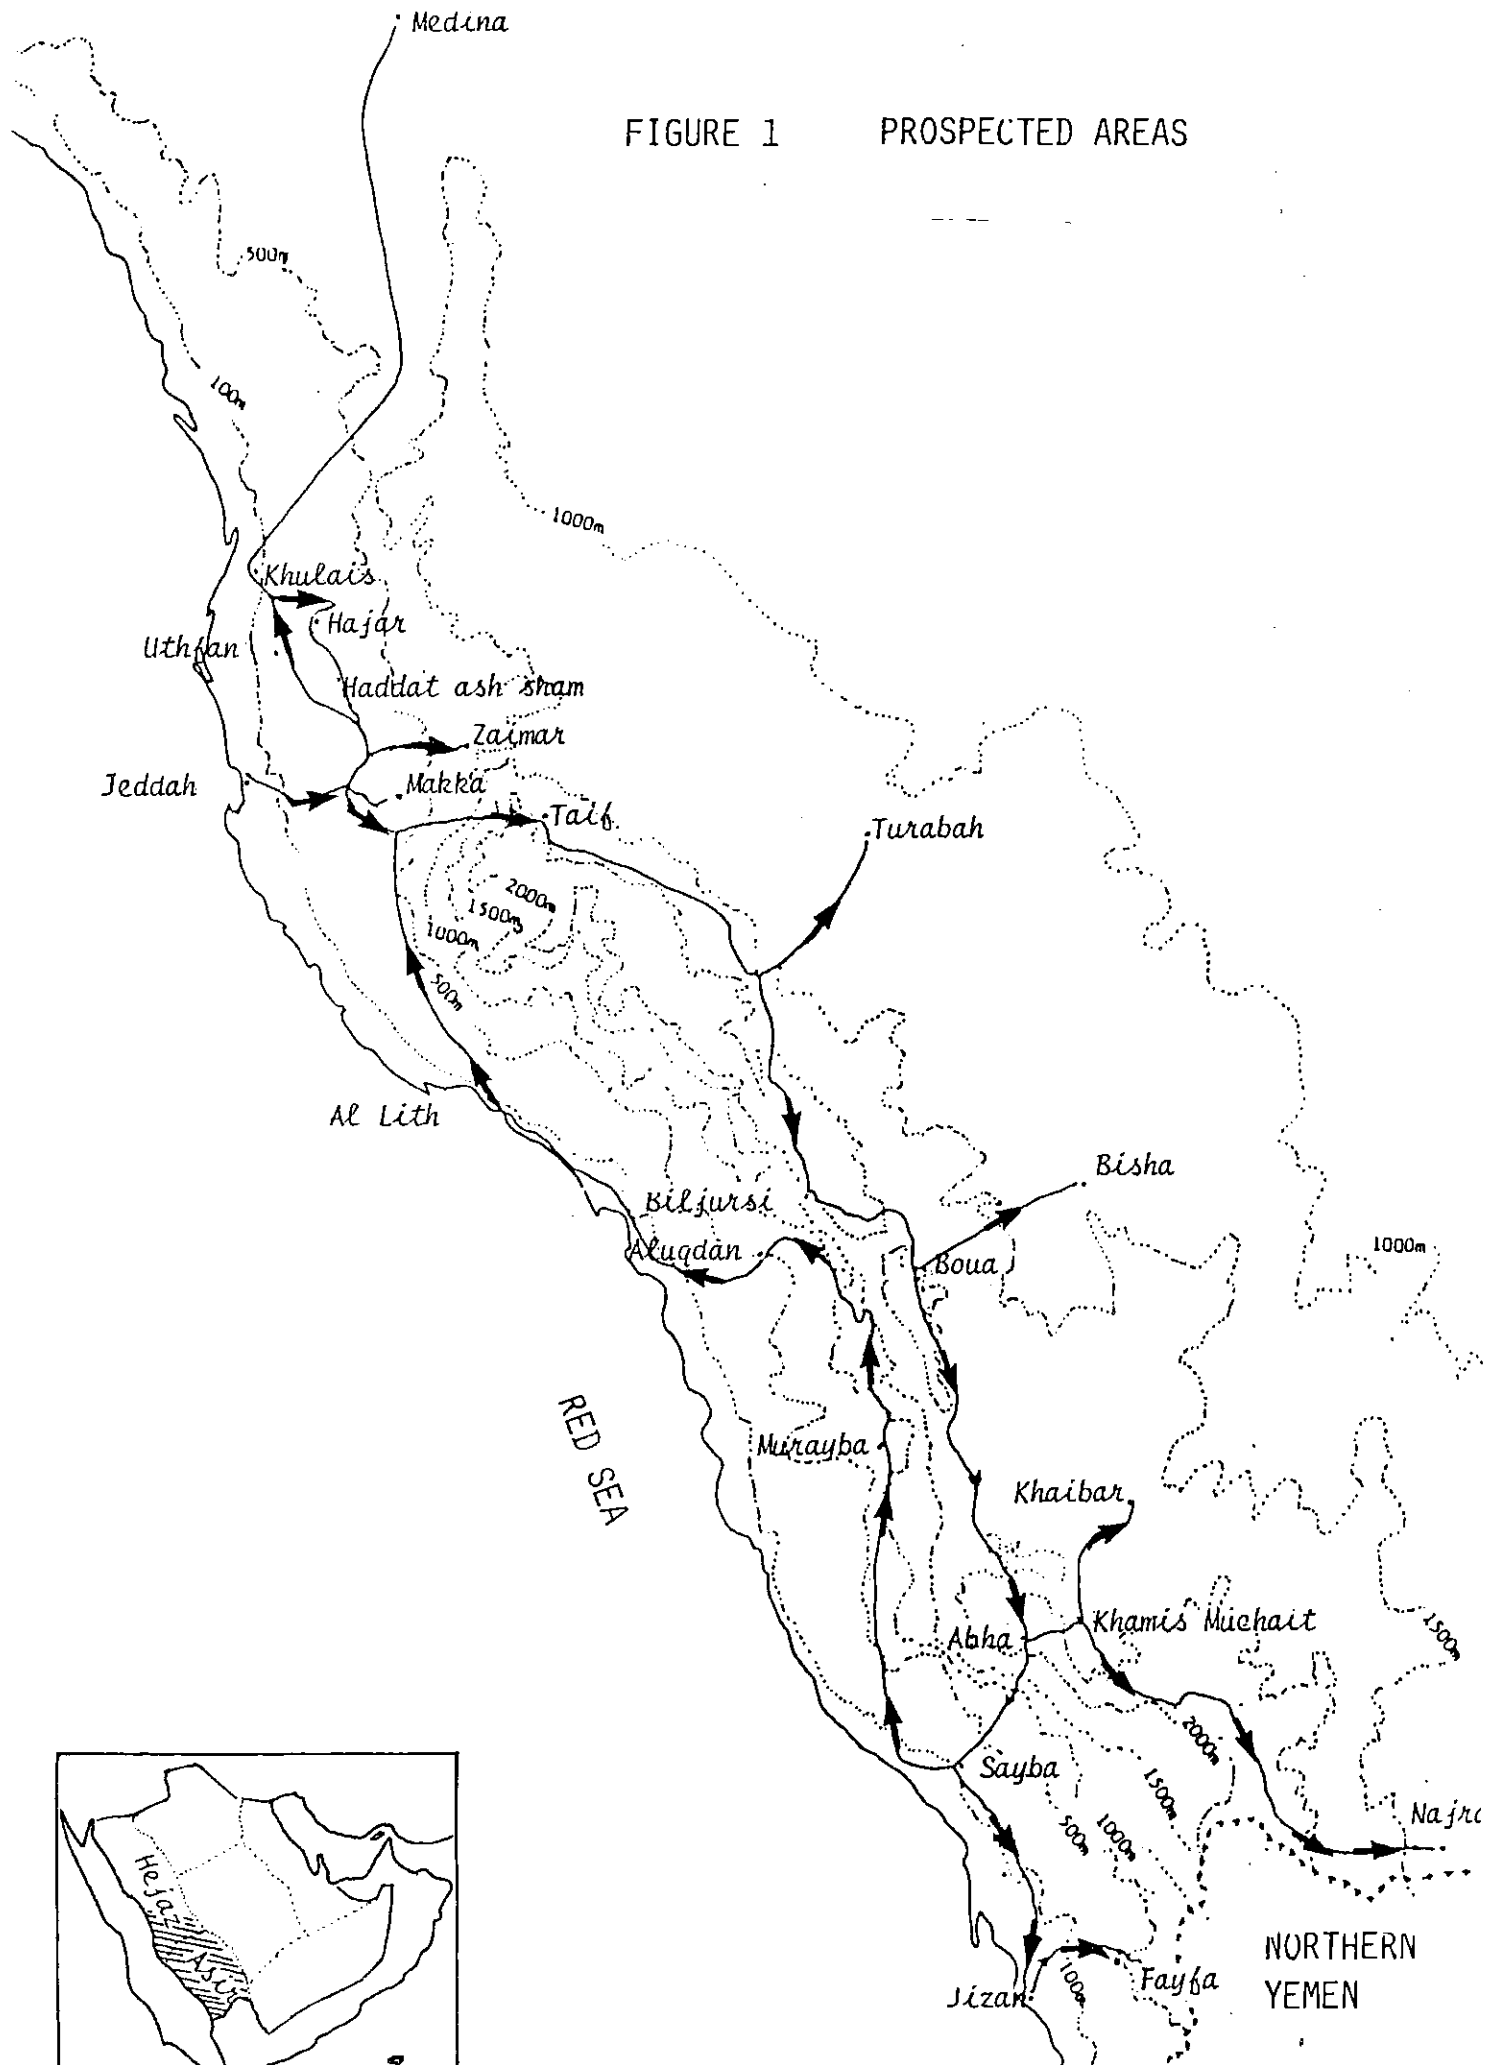 Medina
FIGURE 1 PROSPECTED AREAS
500m
100m
1000m
Khulais
Hajar
Uthfan
Haddat ash sham
Zaimar
Jeddah
Makka
Taif
Turabah
2000m
1500m
1000m
500m
Al Lith
Bisha
Biljursi
Aluqdan
Boua
1000m
RED SEA
Murayba
Khaibar
Khamis Muchait
Abha
1500m
2000m
Sayba
1500m
500m
1000m
Najra
Hejaz
Asir
NORTHERN
YEMEN
100m
Fayfa
Jizan